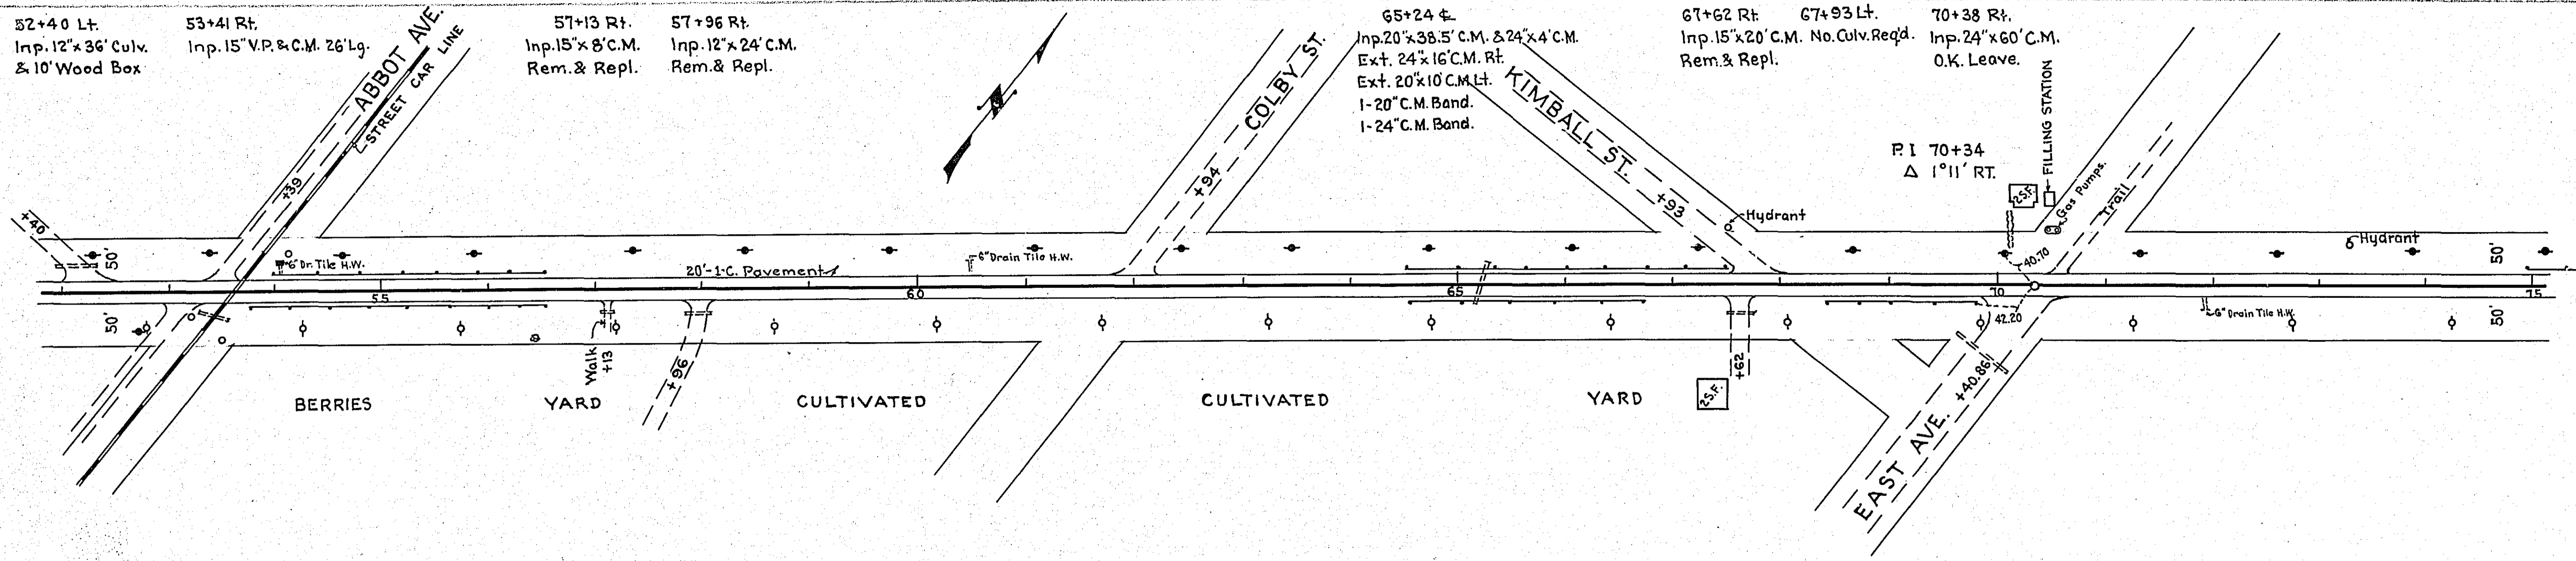 52+40 Lt.
Inp. 12"x 36' Culv.
& 10' Wood Box
53+41 Rt.
Inp. 15" V.P. & C.M. 26' Lg.
57+13 Rt.
Inp. 15"x 8' C.M.
Rem. & Repl.
57+96 Rt.
Inp. 12"x 24' C.M.
Rem. & Repl.
65+24 ℄
Inp. 20"x38.5' C.M. & 24"x4' C.M.
Ext. 24"x16' C.M. Rt.
Ext. 20"x10' C.M. Lt.
1-20" C.M. Band.
1-24" C.M. Band.
67+62 Rt.
Inp. 15"x20' C.M.
Rem. & Repl.
67+93 Lt.
No. Culv. Req'd.
70+38 Rt.
Inp. 24"x60' C.M.
O.K. Leave.
ABBOT AVE.
STREET CAR LINE
+39
N
COLBY ST.
+94
KIMBALL ST.
+93
Hydrant
P.I 70+34
Δ 1°11' RT.
FILLING STATION
2S.F.
Gas Pumps.
Trail
Hydrant
+40
50'
6" Dr. Tile H.W.
20'-1-C. Pavement
6" Drain Tile H.W.
40.70
50'
55
60
65
70
75
50'
Walk
+13
+96
+62
2S.F.
42.20
6" Drain Tile H.W.
50'
BERRIES
YARD
CULTIVATED
CULTIVATED
YARD
EAST AVE.
+40.86